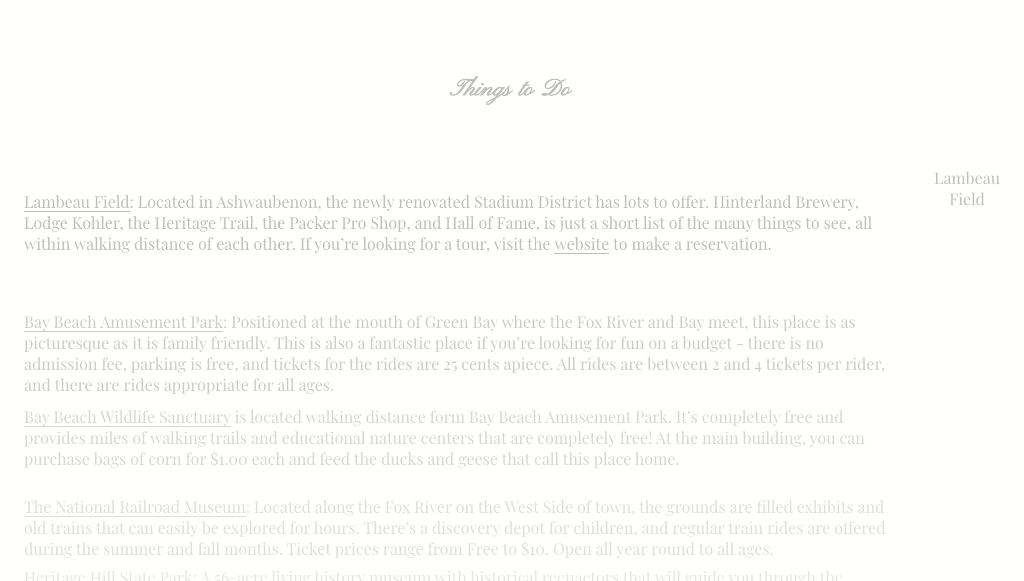 Things to Do
Lambeau Field: Located in Ashwaubenon, the newly renovated Stadium District has lots to offer. Hinterland Brewery,
Lodge Kohler, the Heritage Trail, the Packer Pro Shop, and Hall of Fame, is just a short list of the many things to see, all
within walking distance of each other. If you're looking for a tour, visit the website to make a reservation.
Lambeau
Field
Bay Beach Amusement Park: Positioned at the mouth of Green Bay where the Fox River and Bay meet, this place is as
picturesque as it is family friendly. This is also a fantastic place if you're looking for fun on a budget - there is no
admission fee, parking is free, and tickets for the rides are 25 cents apiece. All rides are between 2 and 4 tickets per rider,
and there are rides appropriate for all ages.
Bay Beach Wildlife Sanctuary is located walking distance form Bay Beach Amusement Park. It's completely free and
provides miles of walking trails and educational nature centers that are completely free! At the main building, you can
purchase bags of corn for $1.00 each and feed the ducks and geese that call this place home.
The National Railroad Museum: Located along the Fox River on the West Side of town, the grounds are filled exhibits and
old trains that can easily be explored for hours. There's a discovery depot for children, and regular train rides are offered
during the summer and fall months. Ticket prices range from Free to $10. Open all year round to all ages.
Heritage Hill State Park: A 56-acre living history museum with historical reenactors that will guide you through the